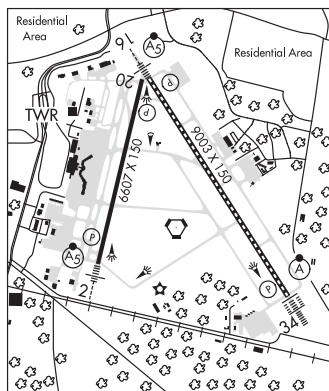 Residential
Area
Residential Area
16
A5
20
P
P
TWR
9003 X 150
6607 X 150
P
A5
A
P
2
34